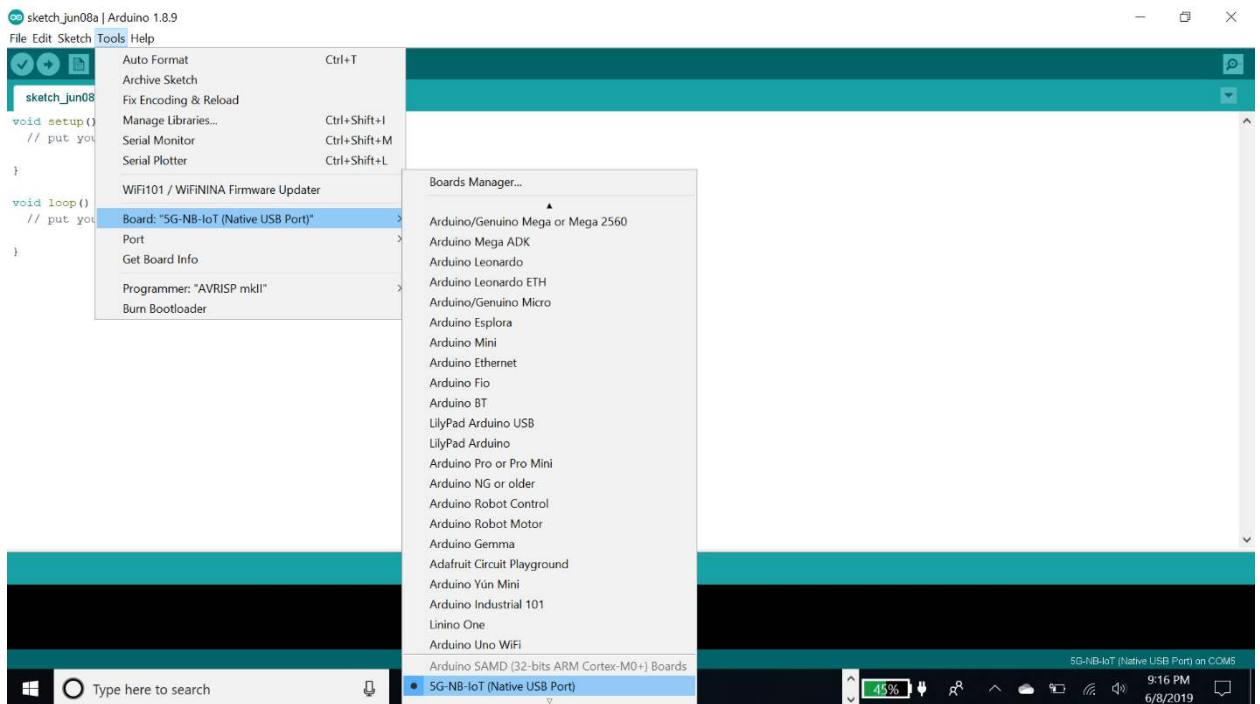 sketch_jun08a | Arduino 1.8.9
File Edit Sketch Tools Help
sketch_jun08
void setup()
// put you
}
void loop()
// put you
}
Auto Format Ctrl+T
Archive Sketch
Fix Encoding & Reload
Manage Libraries... Ctrl+Shift+I
Serial Monitor Ctrl+Shift+M
Serial Plotter Ctrl+Shift+L
WiFi101 / WiFiNINA Firmware Updater
Board: "5G-NB-IoT (Native USB Port)"
Port
Get Board Info
Programmer: "AVRISP mkII"
Burn Bootloader
Boards Manager...
Arduino/Genuino Mega or Mega 2560
Arduino Mega ADK
Arduino Leonardo
Arduino Leonardo ETH
Arduino/Genuino Micro
Arduino Esplora
Arduino Mini
Arduino Ethernet
Arduino Fio
Arduino BT
LilyPad Arduino USB
LilyPad Arduino
Arduino Pro or Pro Mini
Arduino NG or older
Arduino Robot Control
Arduino Robot Motor
Arduino Gemma
Adafruit Circuit Playground
Arduino Yún Mini
Arduino Industrial 101
Linino One
Arduino Uno WiFi
Arduino SAMD (32-bits ARM Cortex-M0+) Boards
5G-NB-IoT (Native USB Port)
5G-NB-IoT (Native USB Port) on COM5
Type here to search
45%
9:16 PM
6/8/2019